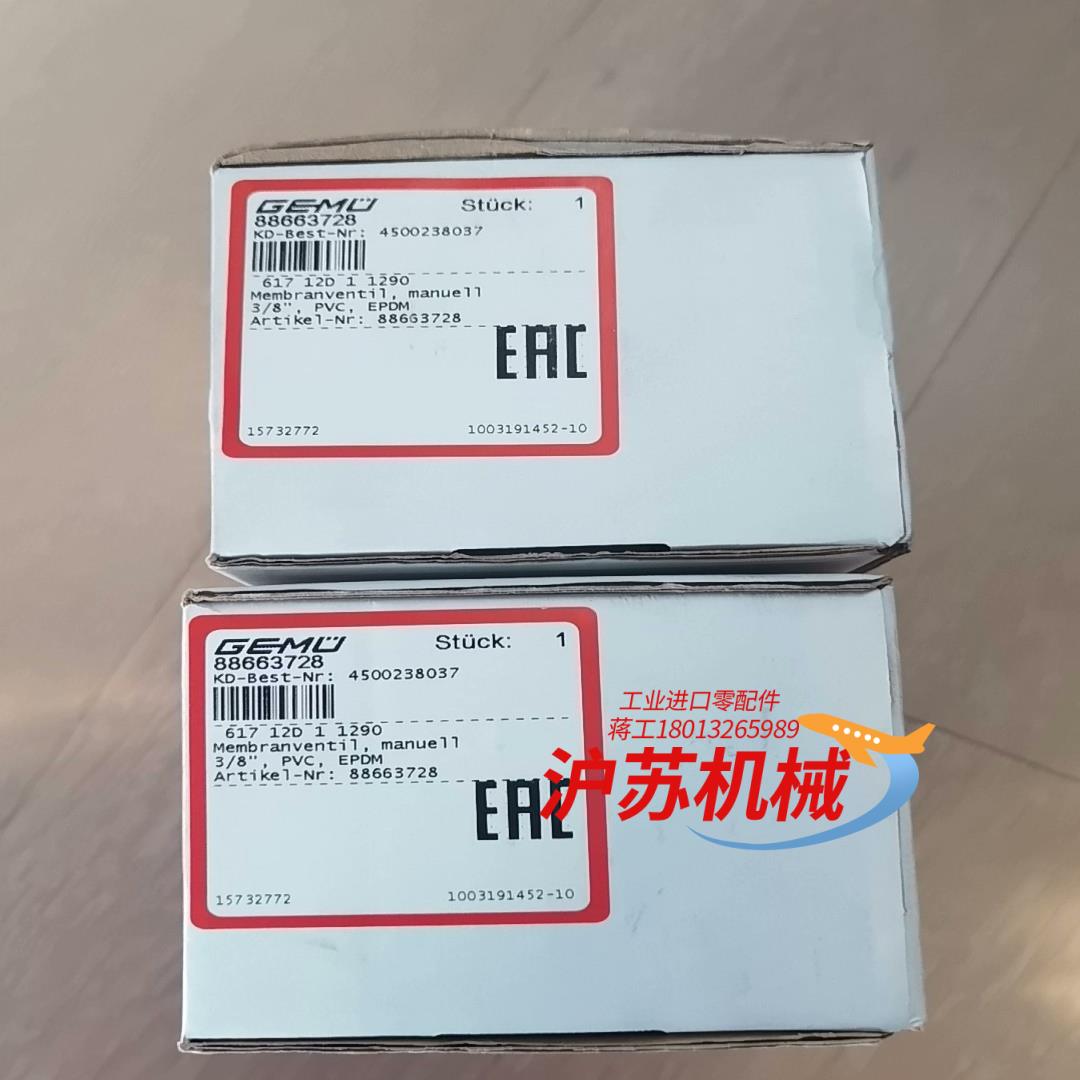 GEMÜ Stück: 1
88663728
KD-Best-Nr: 4500238037
617 12D 1 1290
Membranventil, manuell
3/8", PVC, EPDM
Artikel-Nr: 88663728
EAC
15732772 1003191452-10
GEMÜ Stück: 1
88663728
KD-Best-Nr: 4500238037
617 12D 1 1290
Membranventil, manuell
3/8", PVC, EPDM
Artikel-Nr: 88663728
EAC
15732772 1003191452-10
工业进口零配件
蒋工18013265989
沪苏机械